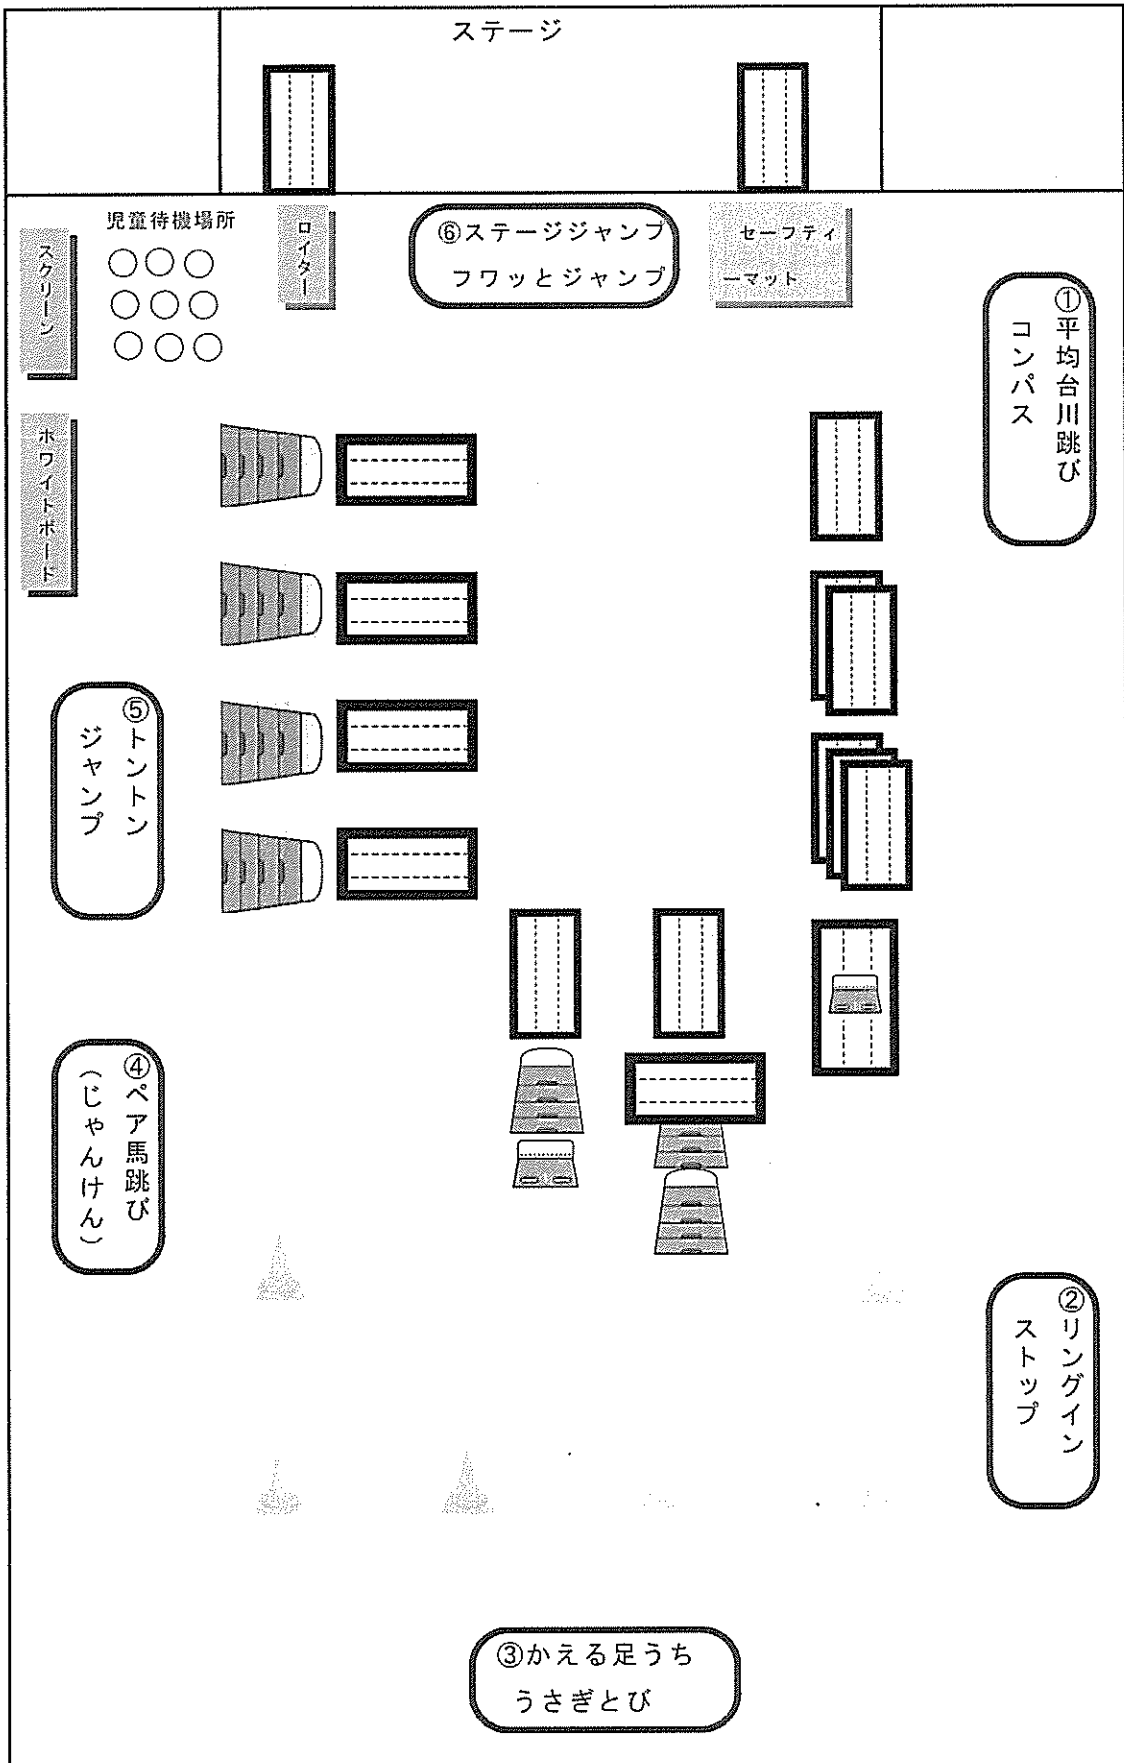 ステージ
児童待機場所
スクリーン
ロイター
⑥ステージジャンプ
フワッとジャンプ
セーフティ
ーマット
①平均台川跳び
コンパス
ホワイトボード
⑤トントン
ジャンプ
④ペア馬跳び
(じゃんけん)
②リングイン
ストップ
③かえる足うち
うさぎとび